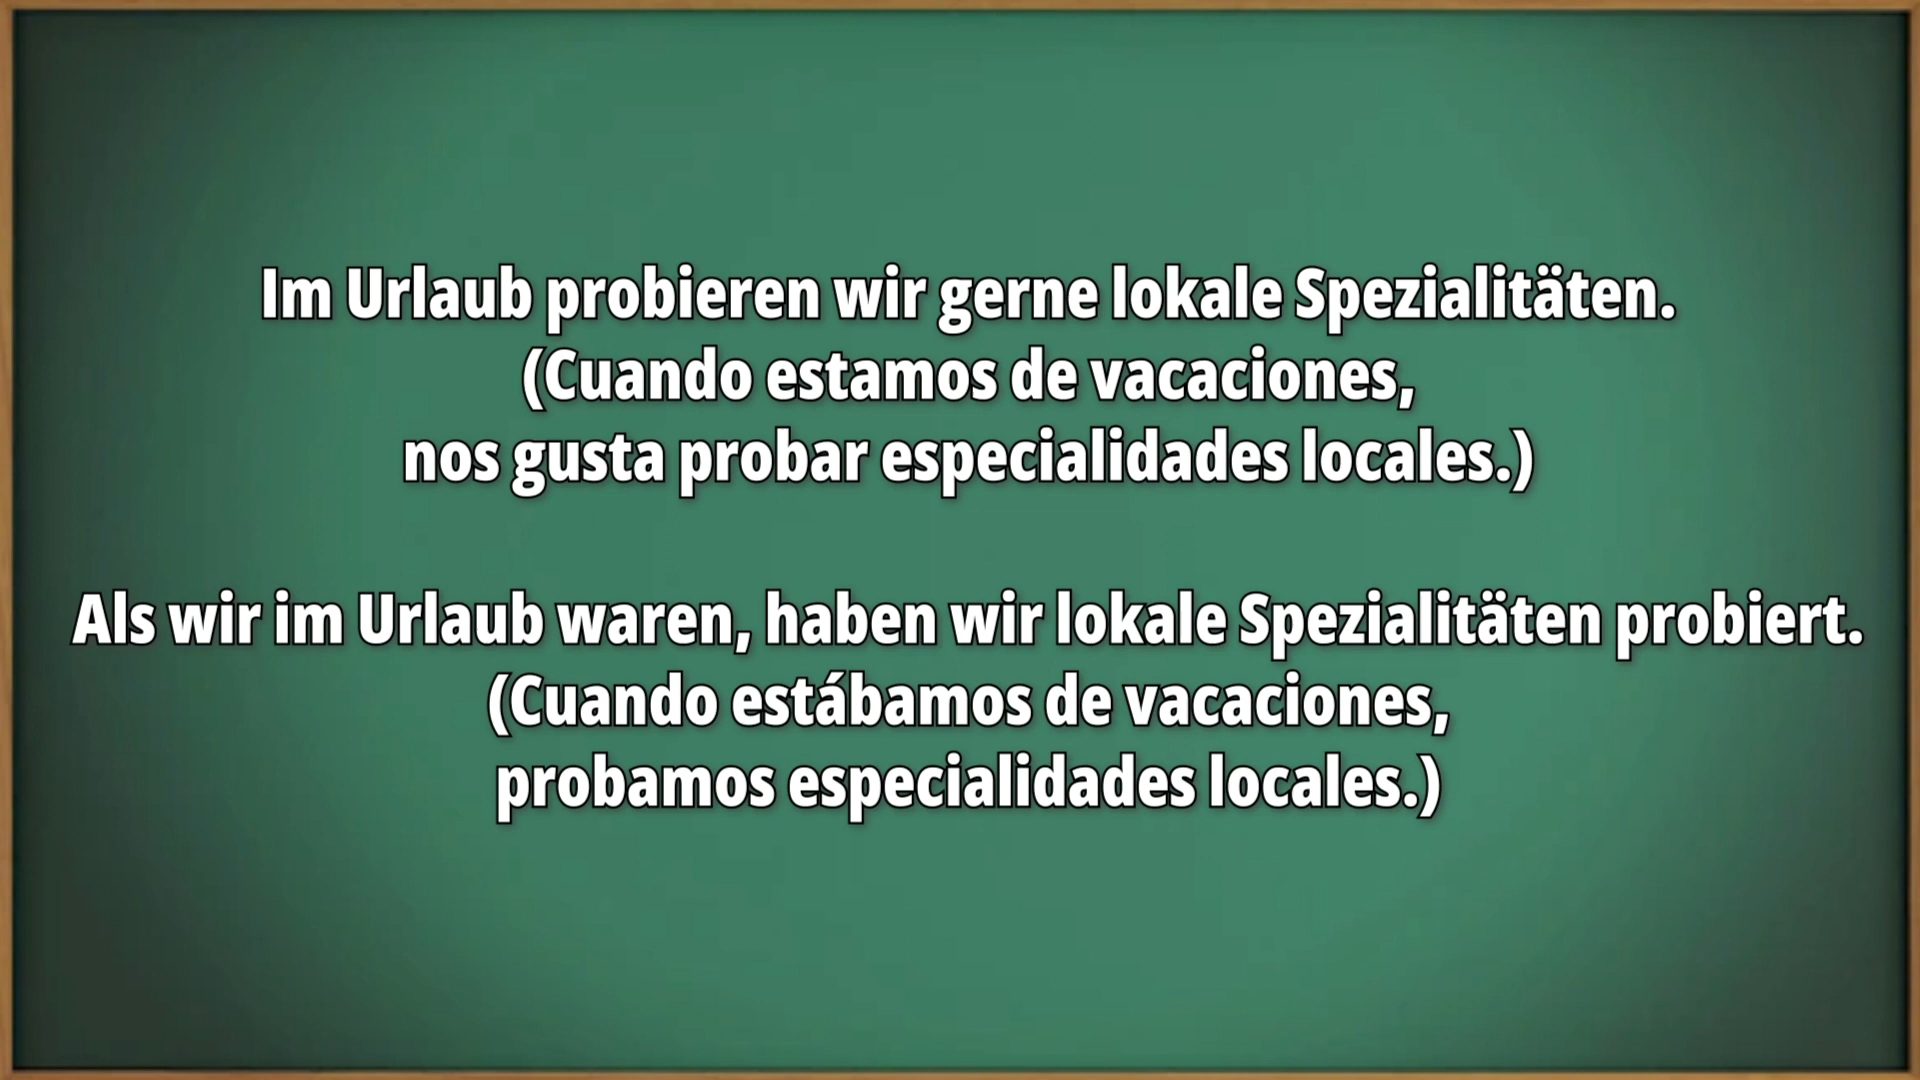 Im Urlaub probieren wir gerne lokale Spezialitäten.
(Cuando estamos de vacaciones,
nos gusta probar especialidades locales.)
Als wir im Urlaub waren, haben wir lokale Spezialitäten probiert.
(Cuando estábamos de vacaciones,
probamos especialidades locales.)